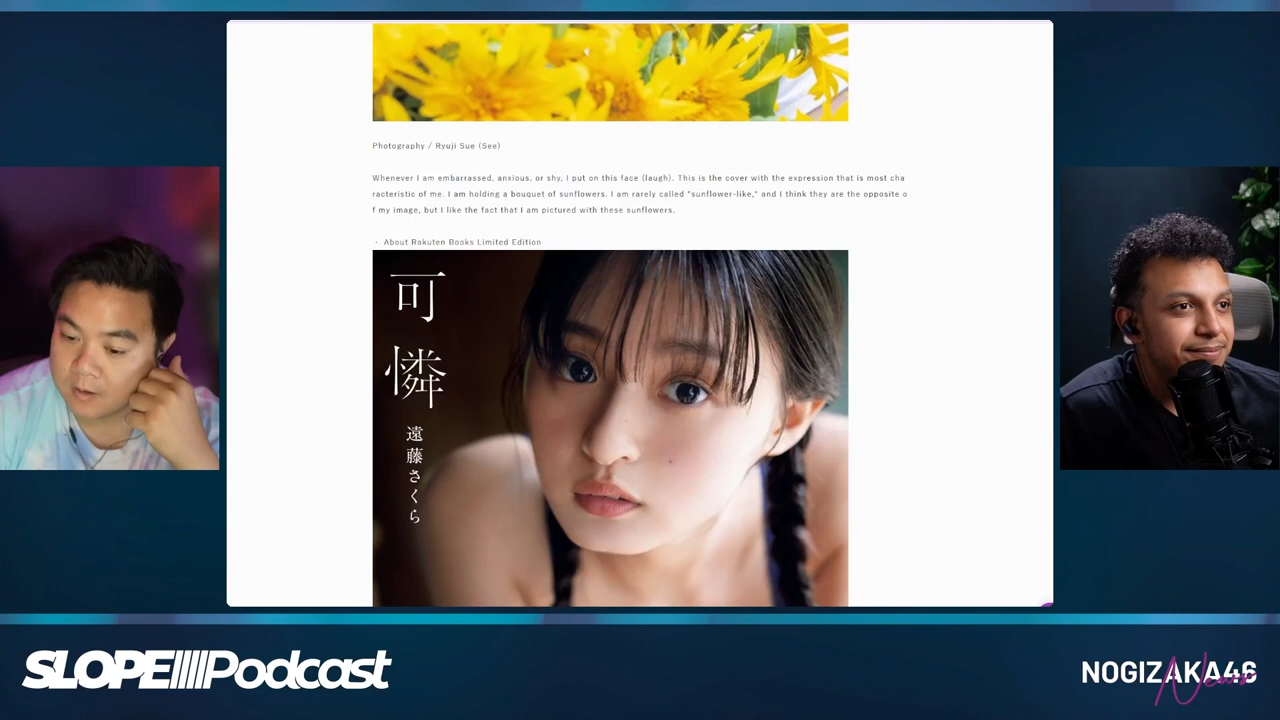 Photography / Ryuji Sue (See)
Whenever I am embarrassed, anxious, or shy, I put on this face (laugh). This is the cover with the expression that is most cha
racteristic of me. I am holding a bouquet of sunflowers. I am rarely called "sunflower-like," and I think they are the opposite o
f my image, but I like the fact that I am pictured with these sunflowers.
・ About Rakuten Books Limited Edition
可憐
遠藤さくら
SLOPE Podcast
NOGIZAKA46
News